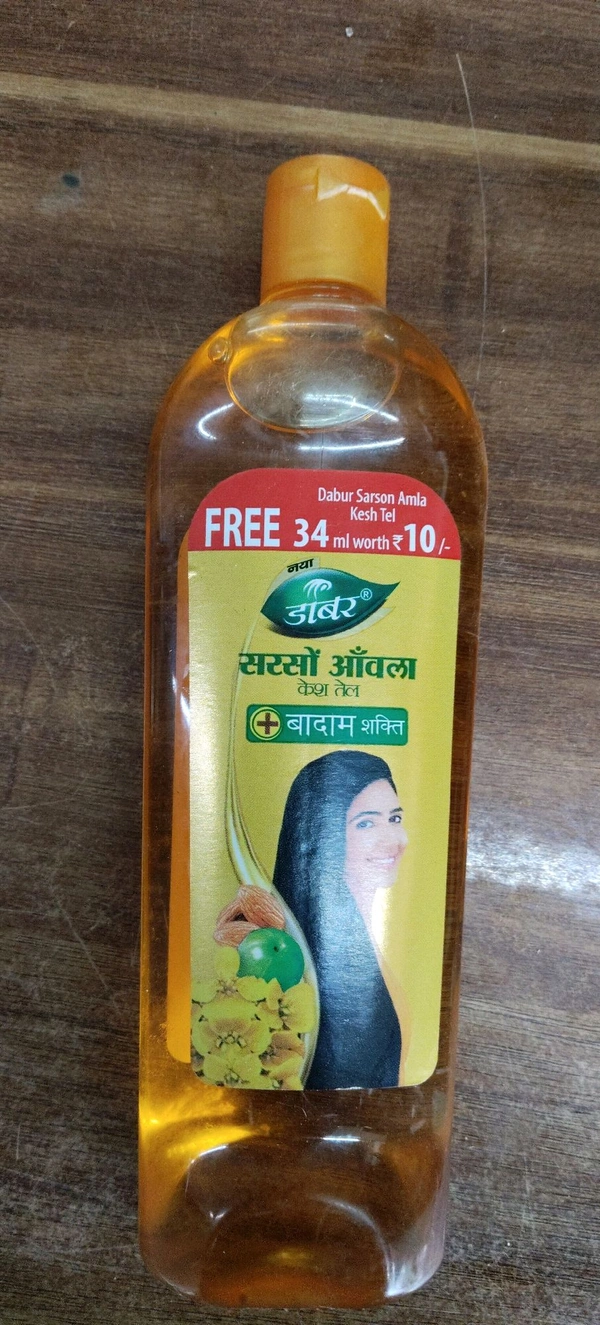 Dabur Sarson Amla
Kesh Tel
FREE 34 ml worth ₹10/-
नया
डाबर®
सरसों आँवला
केश तेल
+ बादाम शक्ति